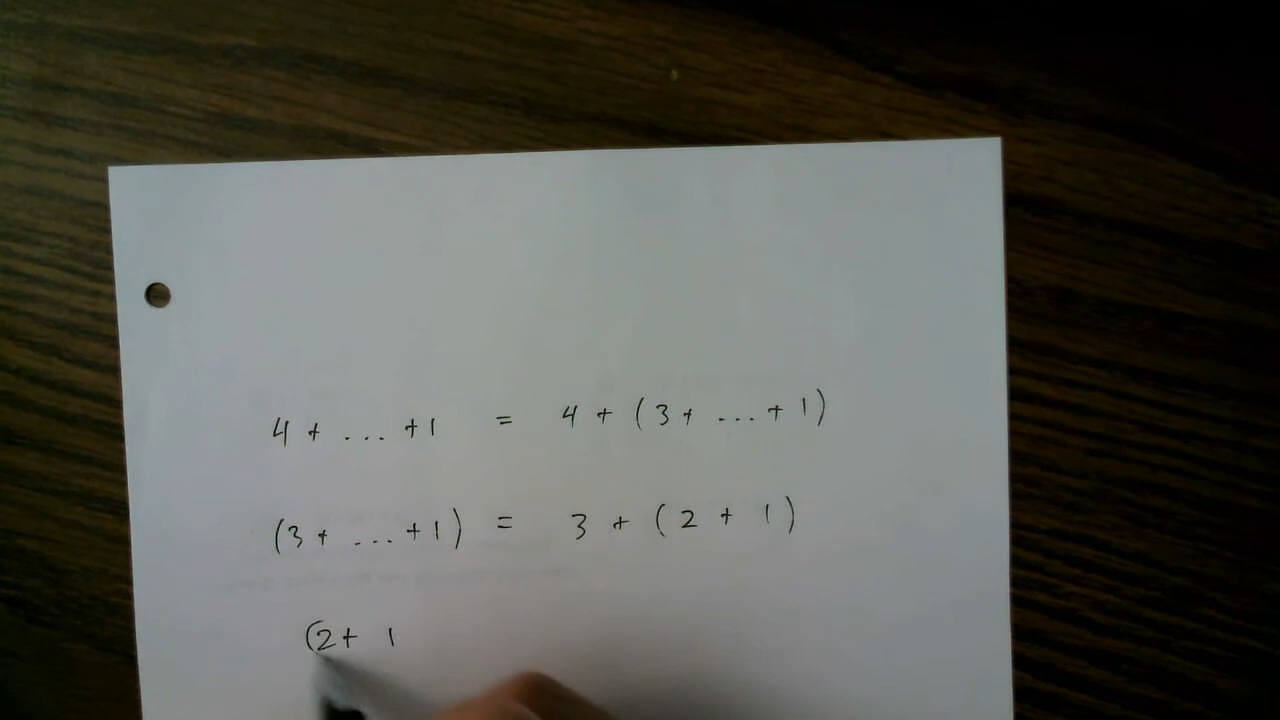 4 + ... + 1 = 4 + (3 + ... + 1)
(3 + ... + 1) = 3 + (2 + 1)
(2 + 1